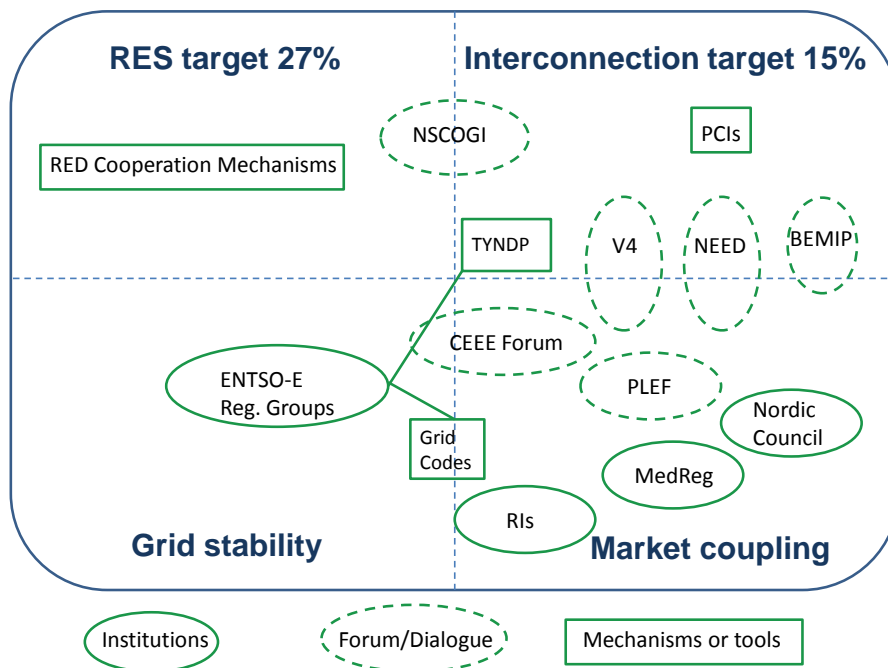 RES target 27%
Interconnection target 15%
NSCOGI
PCIs
RED Cooperation Mechanisms
TYNDP
V4
NEED
BEMIP
CEEE Forum
ENTSO-E
Reg. Groups
PLEF
Nordic
Council
Grid
Codes
MedReg
RIs
Grid stability
Market coupling
Institutions
Forum/Dialogue
Mechanisms or tools